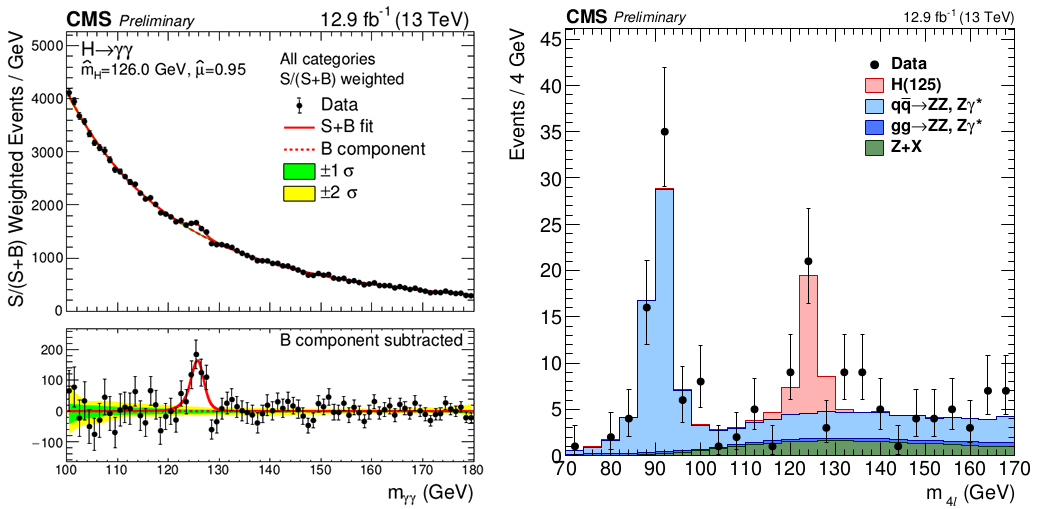 CMS Preliminary 12.9 fb⁻¹ (13 TeV)
S/(S+B) Weighted Events / GeV
5000
4000
3000
2000
1000
0
H→γγ
m̂_H=126.0 GeV, μ̂=0.95
All categories
S/(S+B) weighted
Data
S+B fit
B component
±1 σ
±2 σ
B component subtracted
200
100
0
−100
100 110 120 130 140 150 160 170 180
m_γγ (GeV)
CMS Preliminary 12.9 fb⁻¹ (13 TeV)
Events / 4 GeV
45
40
35
30
25
20
15
10
5
0
Data
H(125)
qq̄→ZZ, Zγ*
gg→ZZ, Zγ*
Z+X
70 80 90 100 110 120 130 140 150 160 170
m_4l (GeV)